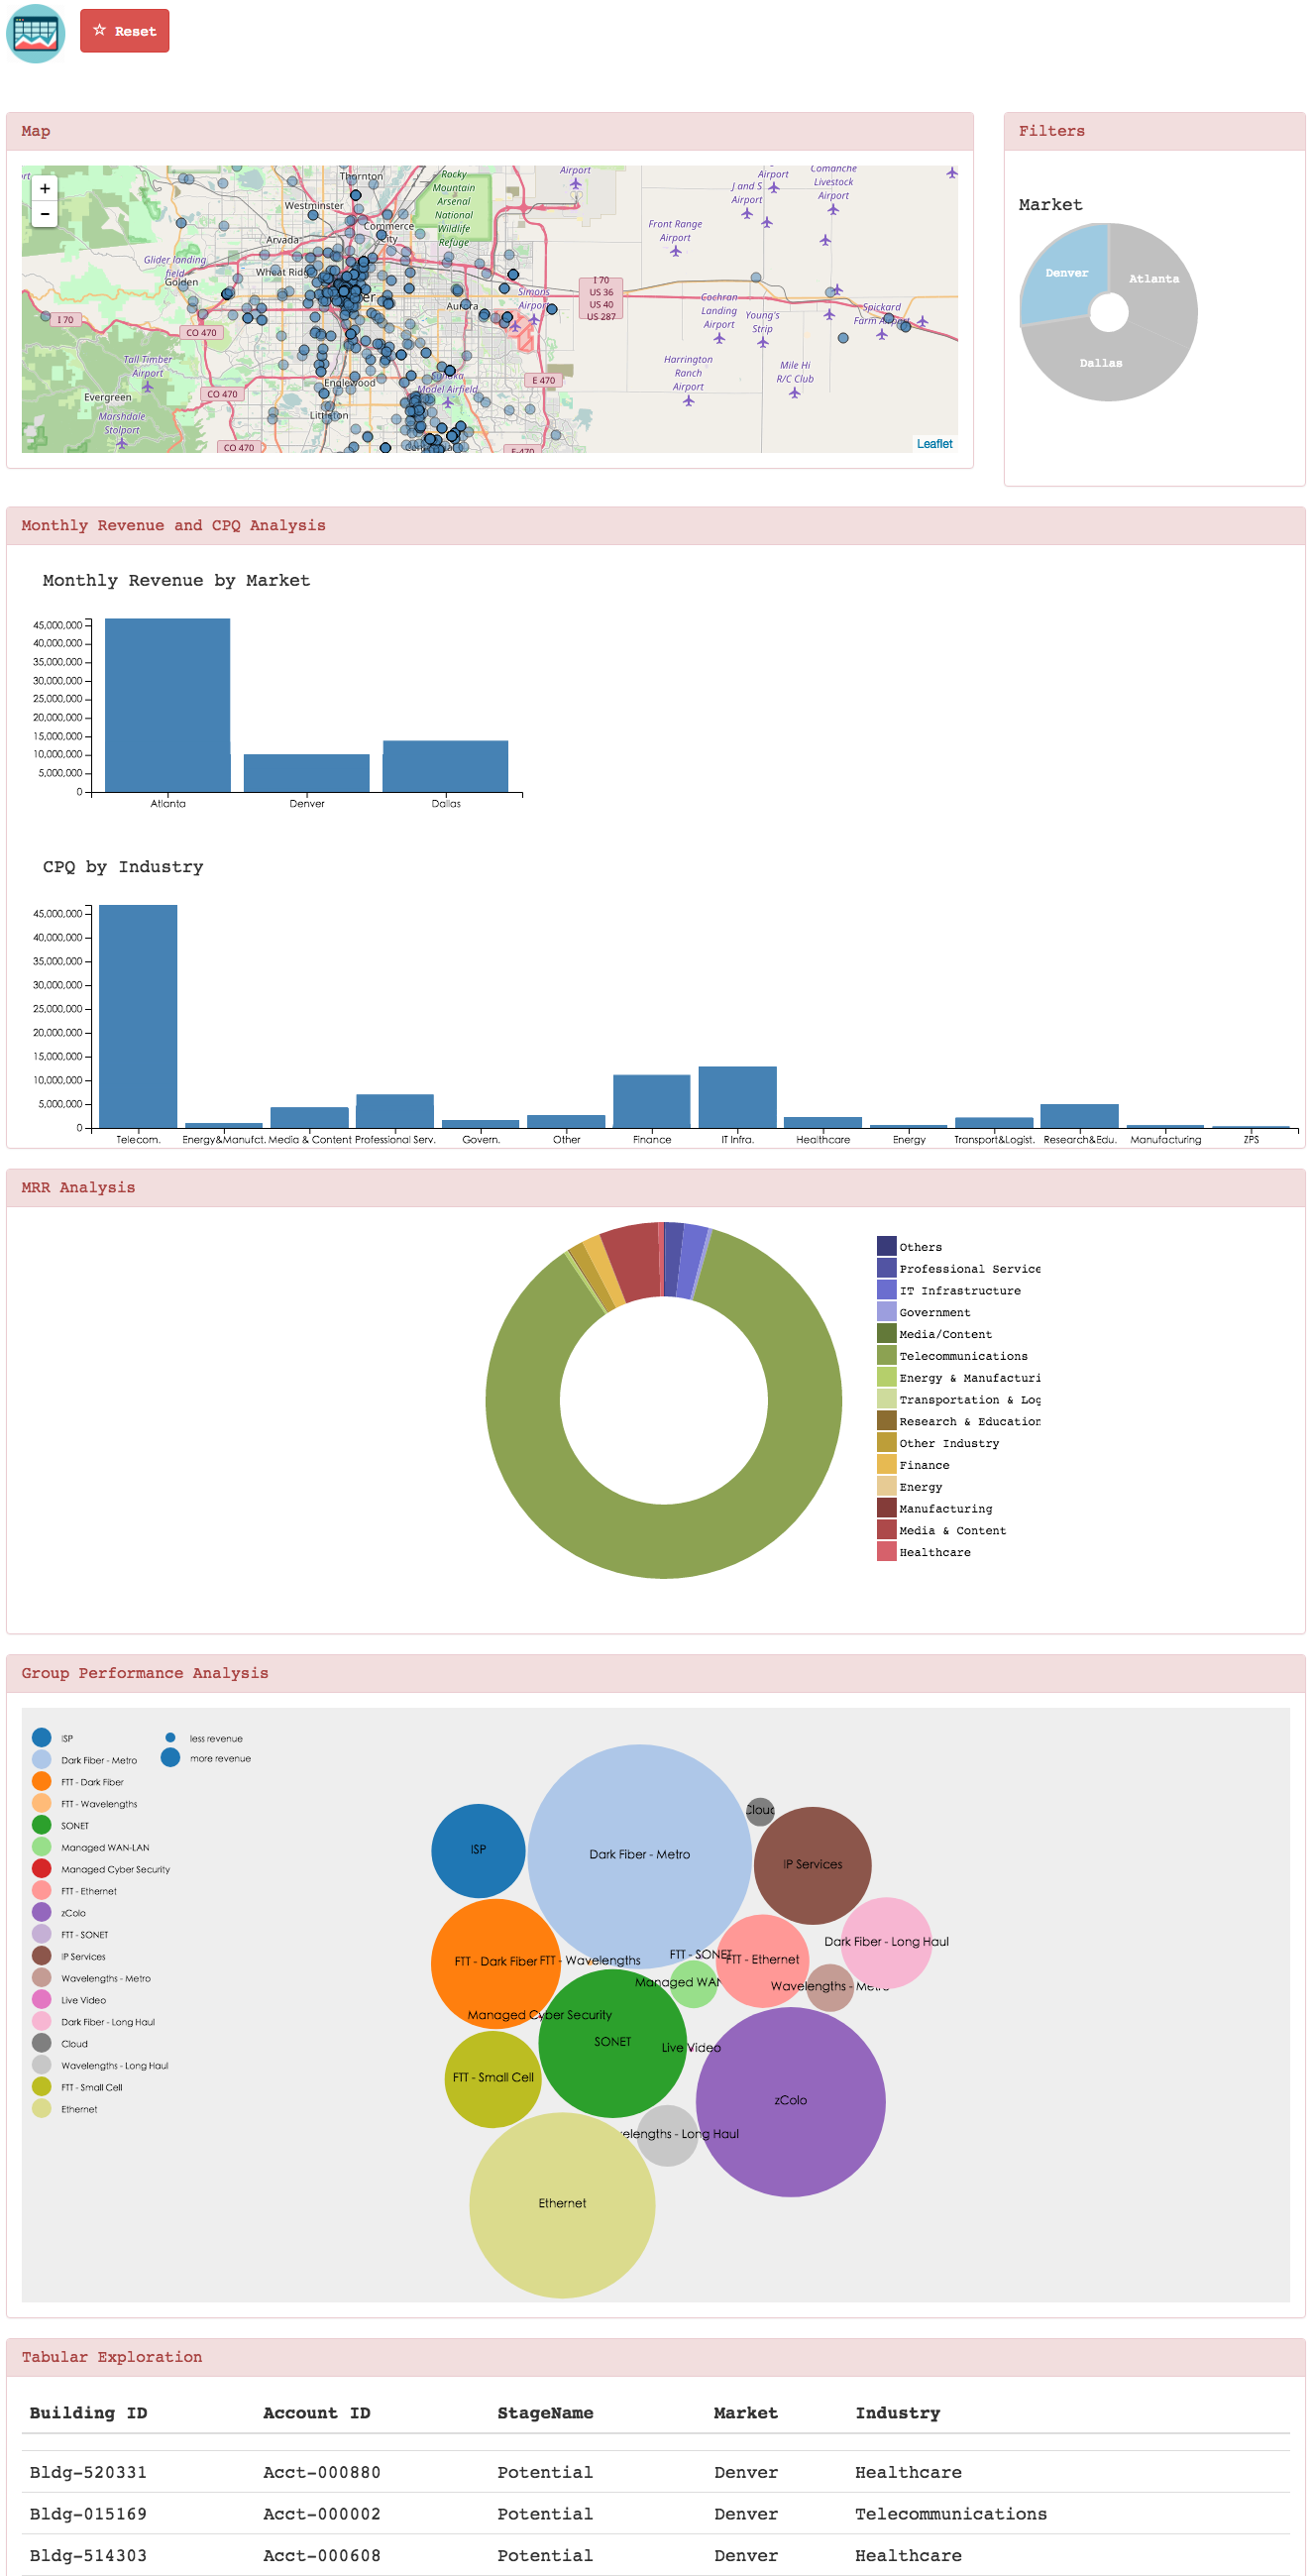 ☆ Reset
Map
Filters
+
−
Thornton
Westminster
Arvada
Commerce
City
Rocky
Mountain
Arsenal
National
Wildlife
Refuge
Airport
Airport
J and S
Airport
Comanche
Livestock
Airport
Front Range
Airport
Glider landing
field
Golden
Wheat Ridge
Aurora
Simons
Airport
I 70
US 36
US 40
US 287
Cochran
Landing
Airport
Young's
Strip
Spickard
Farm Airport
I 70
CO 470
Tall Timber
Airport
Harrington
Ranch
Airport
Mile Hi
R/C Club
Englewood
Model Airfield
E 470
Evergreen
CO 470
Marshdale
Stolport
Littleton
CO 470
E-470
Leaflet
Market
Denver
Atlanta
Dallas
Monthly Revenue and CPQ Analysis
Monthly Revenue by Market
45,000,000
40,000,000
35,000,000
30,000,000
25,000,000
20,000,000
15,000,000
10,000,000
5,000,000
0
Atlanta Denver Dallas
CPQ by Industry
45,000,000
40,000,000
35,000,000
30,000,000
25,000,000
20,000,000
15,000,000
10,000,000
5,000,000
0
Telecom. Energy&Manufct. Media & Content Professional Serv. Govern. Other Finance IT Infra. Healthcare Energy Transport&Logist. Research&Edu. Manufacturing ZPS
MRR Analysis
Others
Professional Service
IT Infrastructure
Government
Media/Content
Telecommunications
Energy & Manufacturi
Transportation & Log
Research & Education
Other Industry
Finance
Energy
Manufacturing
Media & Content
Healthcare
Group Performance Analysis
ISP
Dark Fiber - Metro
FTT - Dark Fiber
FTT - Wavelengths
SONET
Managed WAN-LAN
Managed Cyber Security
FTT - Ethernet
zColo
FTT - SONET
IP Services
Wavelengths - Metro
Live Video
Dark Fiber - Long Haul
Cloud
Wavelengths - Long Haul
FTT - Small Cell
Ethernet
less revenue
more revenue
Cloud
ISP
Dark Fiber - Metro
IP Services
Dark Fiber - Long Haul
FTT - Dark Fiber
FTT - Wavelengths
FTT - SONET
FTT - Ethernet
Managed WAN
Wavelengths - Metro
Managed Cyber Security
SONET
Live Video
FTT - Small Cell
zColo
velengths - Long Haul
Ethernet
Tabular Exploration
Building ID Account ID StageName Market Industry
Bldg-520331 Acct-000880 Potential Denver Healthcare
Bldg-015169 Acct-000002 Potential Denver Telecommunications
Bldg-514303 Acct-000608 Potential Denver Healthcare